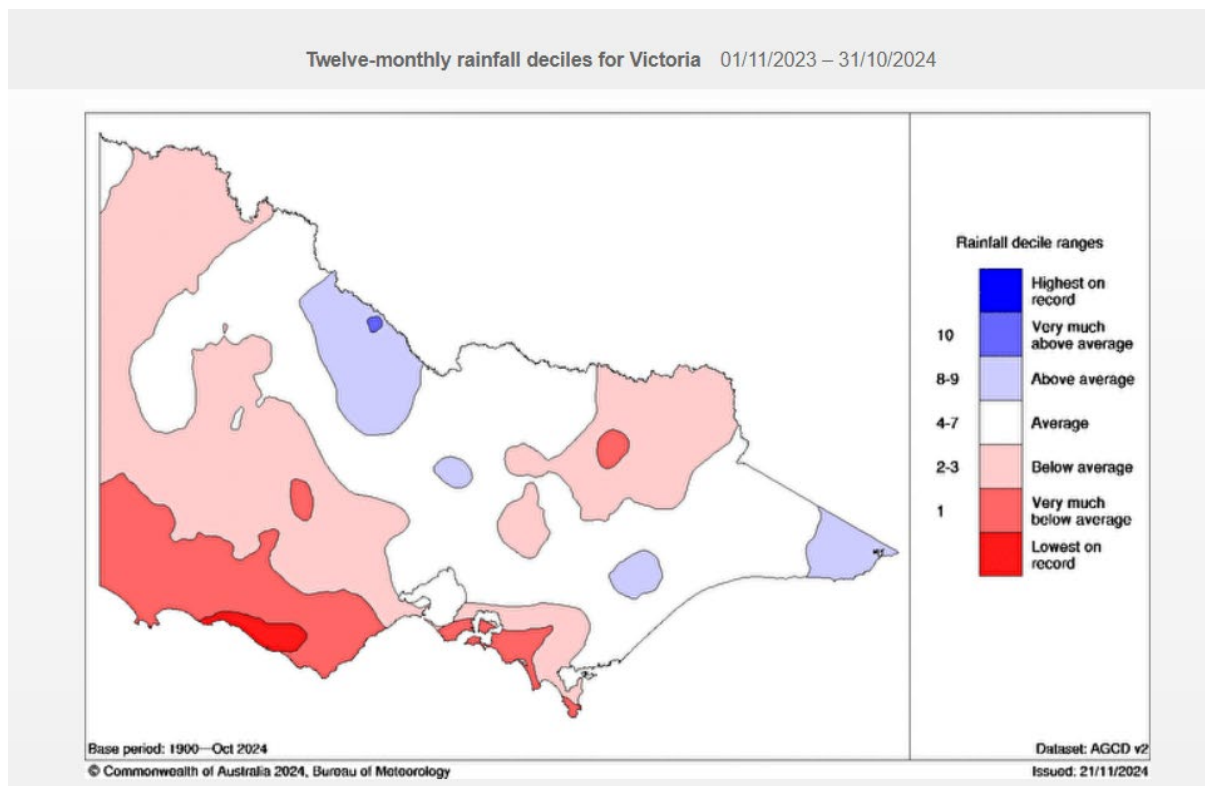 Twelve-monthly rainfall deciles for Victoria 01/11/2023 – 31/10/2024
Rainfall decile ranges
Highest on
record
10 Very much
above average
8-9 Above average
4-7 Average
2-3 Below average
1 Very much
below average
Lowest on
record
Base period: 1900—Oct 2024 Dataset: AGCD v2
© Commonwealth of Australia 2024, Bureau of Meteorology Issued: 21/11/2024